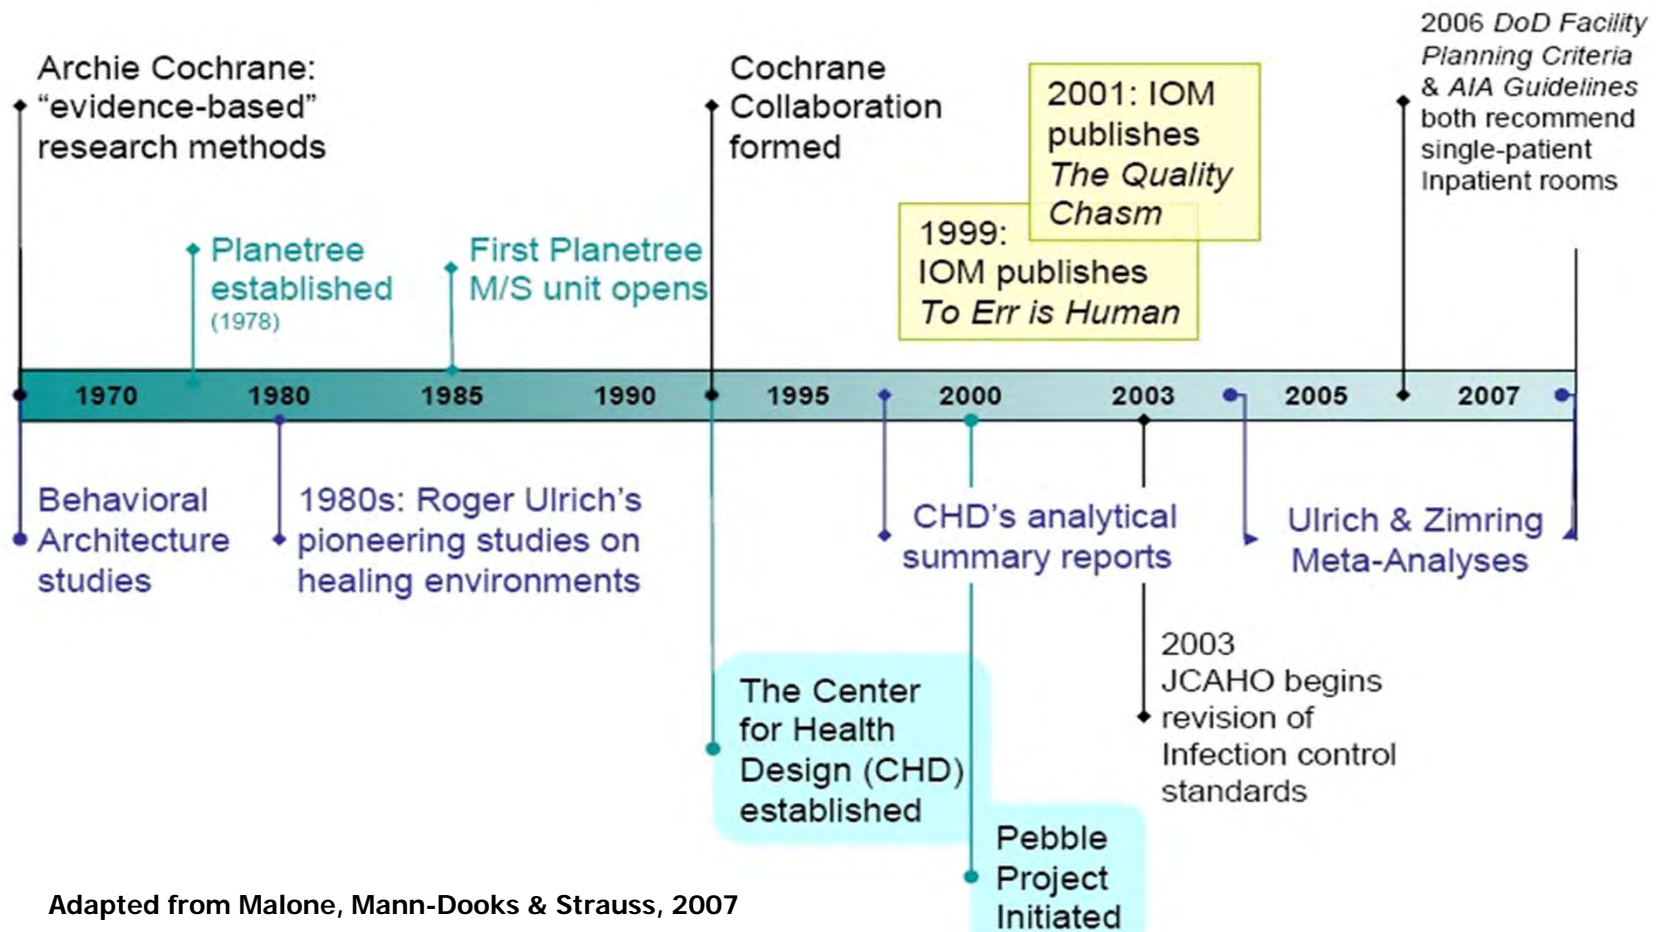 Archie Cochrane:
“evidence-based”
research methods
Cochrane
Collaboration
formed
2001: IOM
publishes
The Quality
Chasm
2006 DoD Facility
Planning Criteria
& AIA Guidelines
both recommend
single-patient
Inpatient rooms
Planetree
established
(1978)
First Planetree
M/S unit opens
1999:
IOM publishes
To Err is Human
1970 1980 1985 1990 1995 2000 2003 2005 2007
Behavioral
Architecture
studies
1980s: Roger Ulrich’s
pioneering studies on
healing environments
CHD’s analytical
summary reports
Ulrich & Zimring
Meta-Analyses
The Center
for Health
Design (CHD)
established
2003
JCAHO begins
revision of
Infection control
standards
Pebble
Project
Initiated
Adapted from Malone, Mann-Dooks & Strauss, 2007